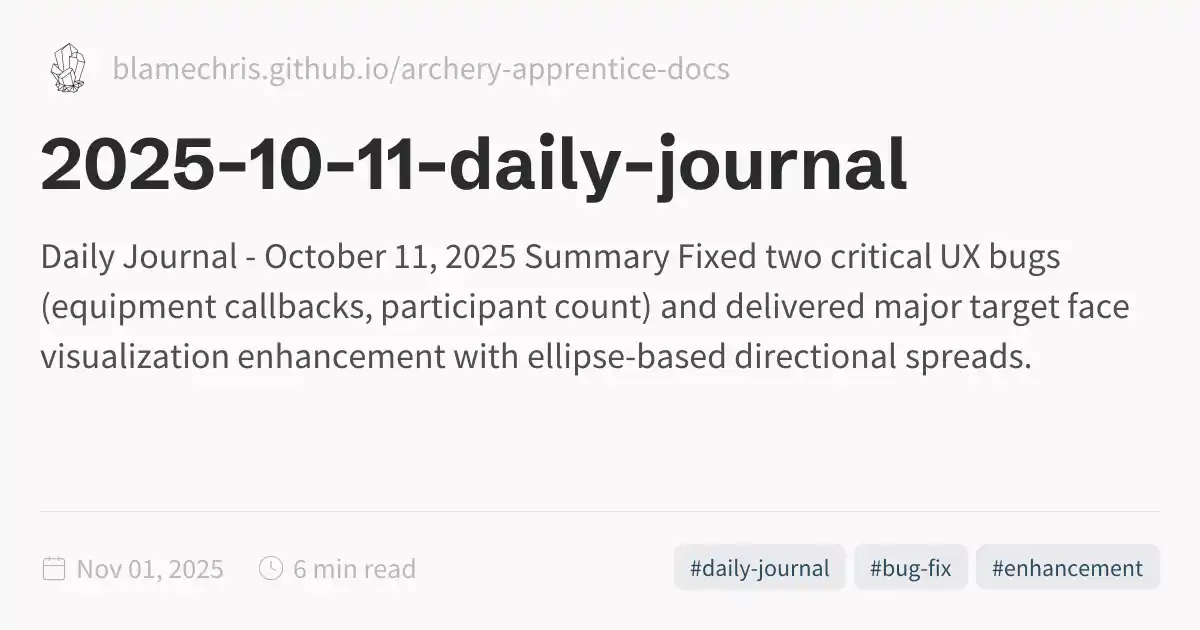 blamechris.github.io/archery-apprentice-docs
2025-10-11-daily-journal
Daily Journal - October 11, 2025 Summary Fixed two critical UX bugs
(equipment callbacks, participant count) and delivered major target face
visualization enhancement with ellipse-based directional spreads.
Nov 01, 2025 6 min read #daily-journal #bug-fix #enhancement